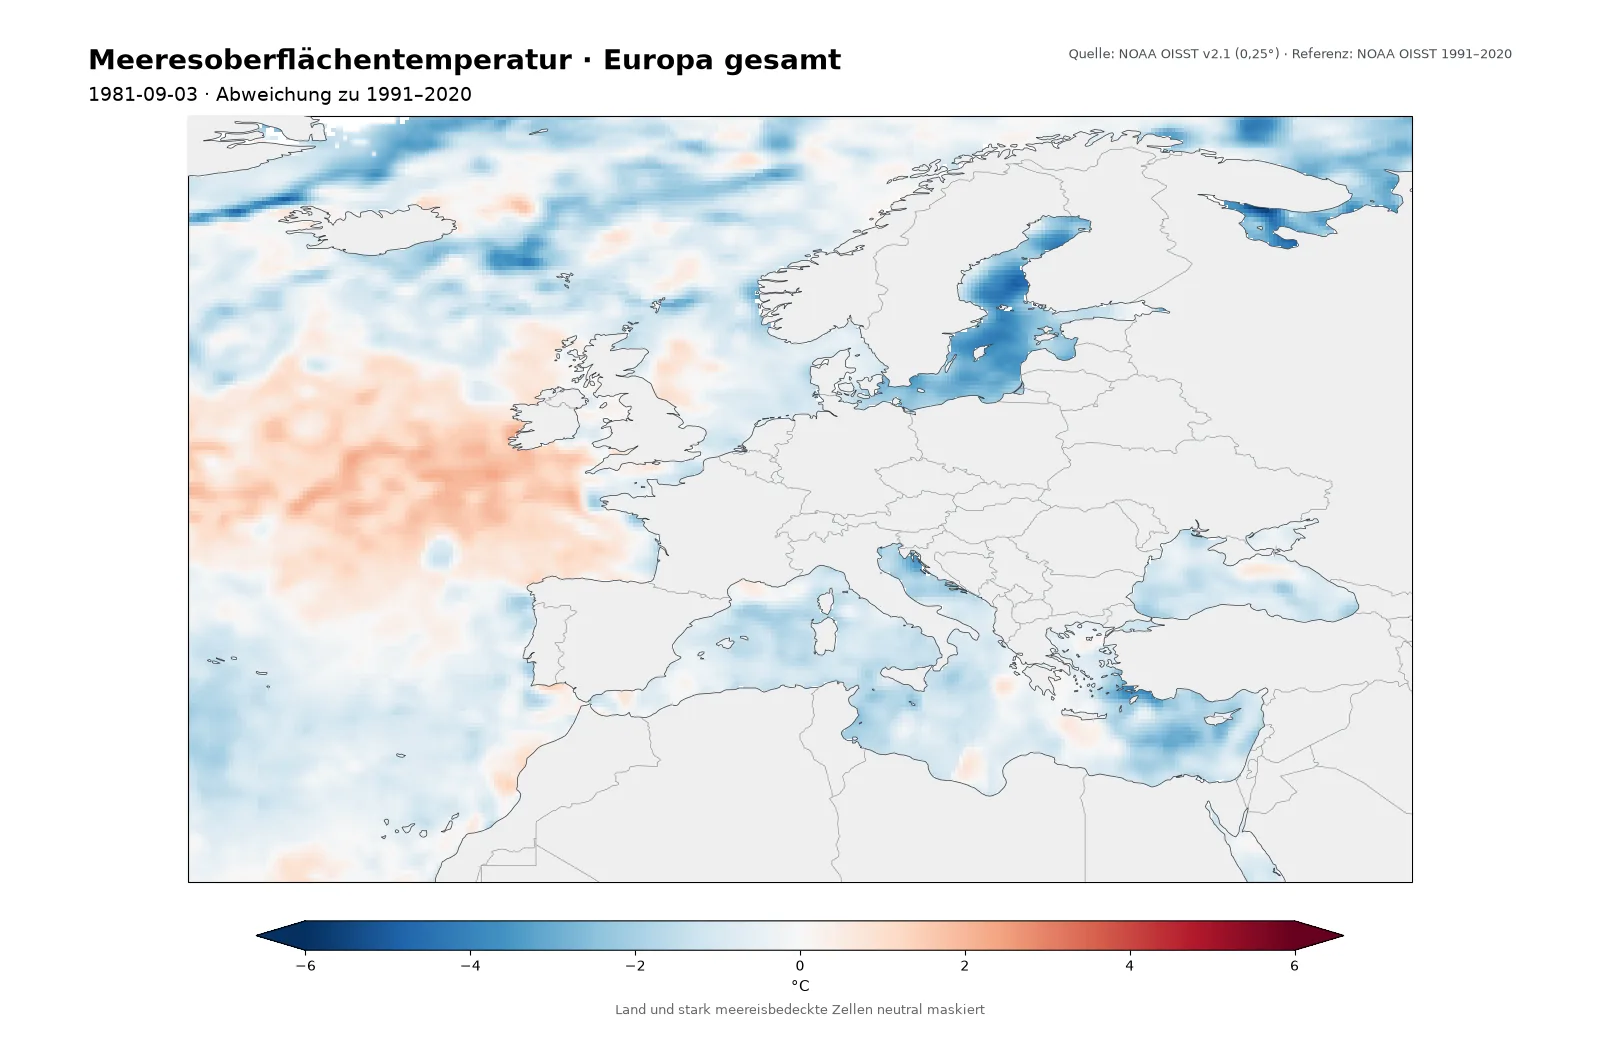 Meeresoberflächentemperatur · Europa gesamt
Quelle: NOAA OISST v2.1 (0,25°) · Referenz: NOAA OISST 1991–2020
1981-09-03 · Abweichung zu 1991–2020
−6 −4 −2 0 2 4 6
°C
Land und stark meereisbedeckte Zellen neutral maskiert